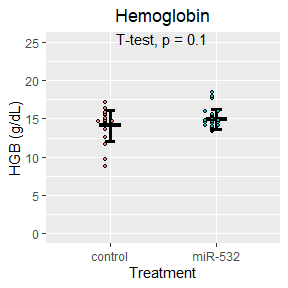 Hemoglobin
T-test, p = 0.1
HGB (g/dL)
25
20
15
10
5
0
control miR-532
Treatment